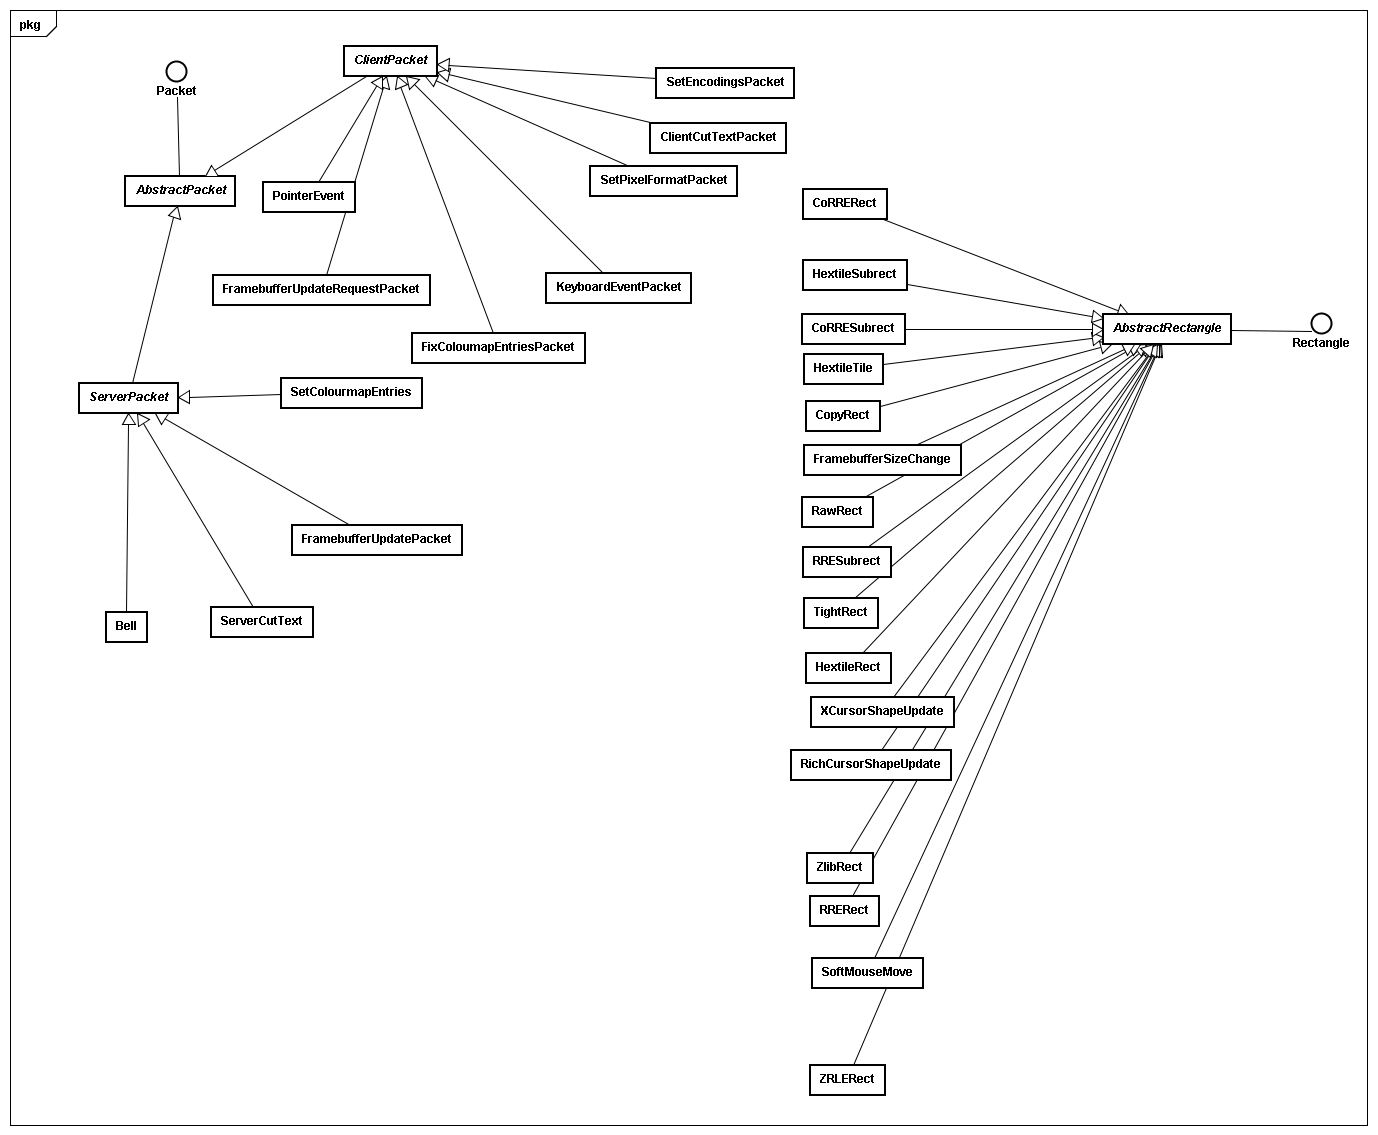 pkg
ClientPacket
Packet
SetEncodingsPacket
ClientCutTextPacket
SetPixelFormatPacket
AbstractPacket
PointerEvent
FramebufferUpdateRequestPacket
KeyboardEventPacket
FixColoumapEntriesPacket
ServerPacket
SetColourmapEntries
FramebufferUpdatePacket
Bell
ServerCutText
CoRRERect
HextileSubrect
CoRRESubrect
AbstractRectangle
Rectangle
HextileTile
CopyRect
FramebufferSizeChange
RawRect
RRESubrect
TightRect
HextileRect
XCursorShapeUpdate
RichCursorShapeUpdate
ZlibRect
RRERect
SoftMouseMove
ZRLERect